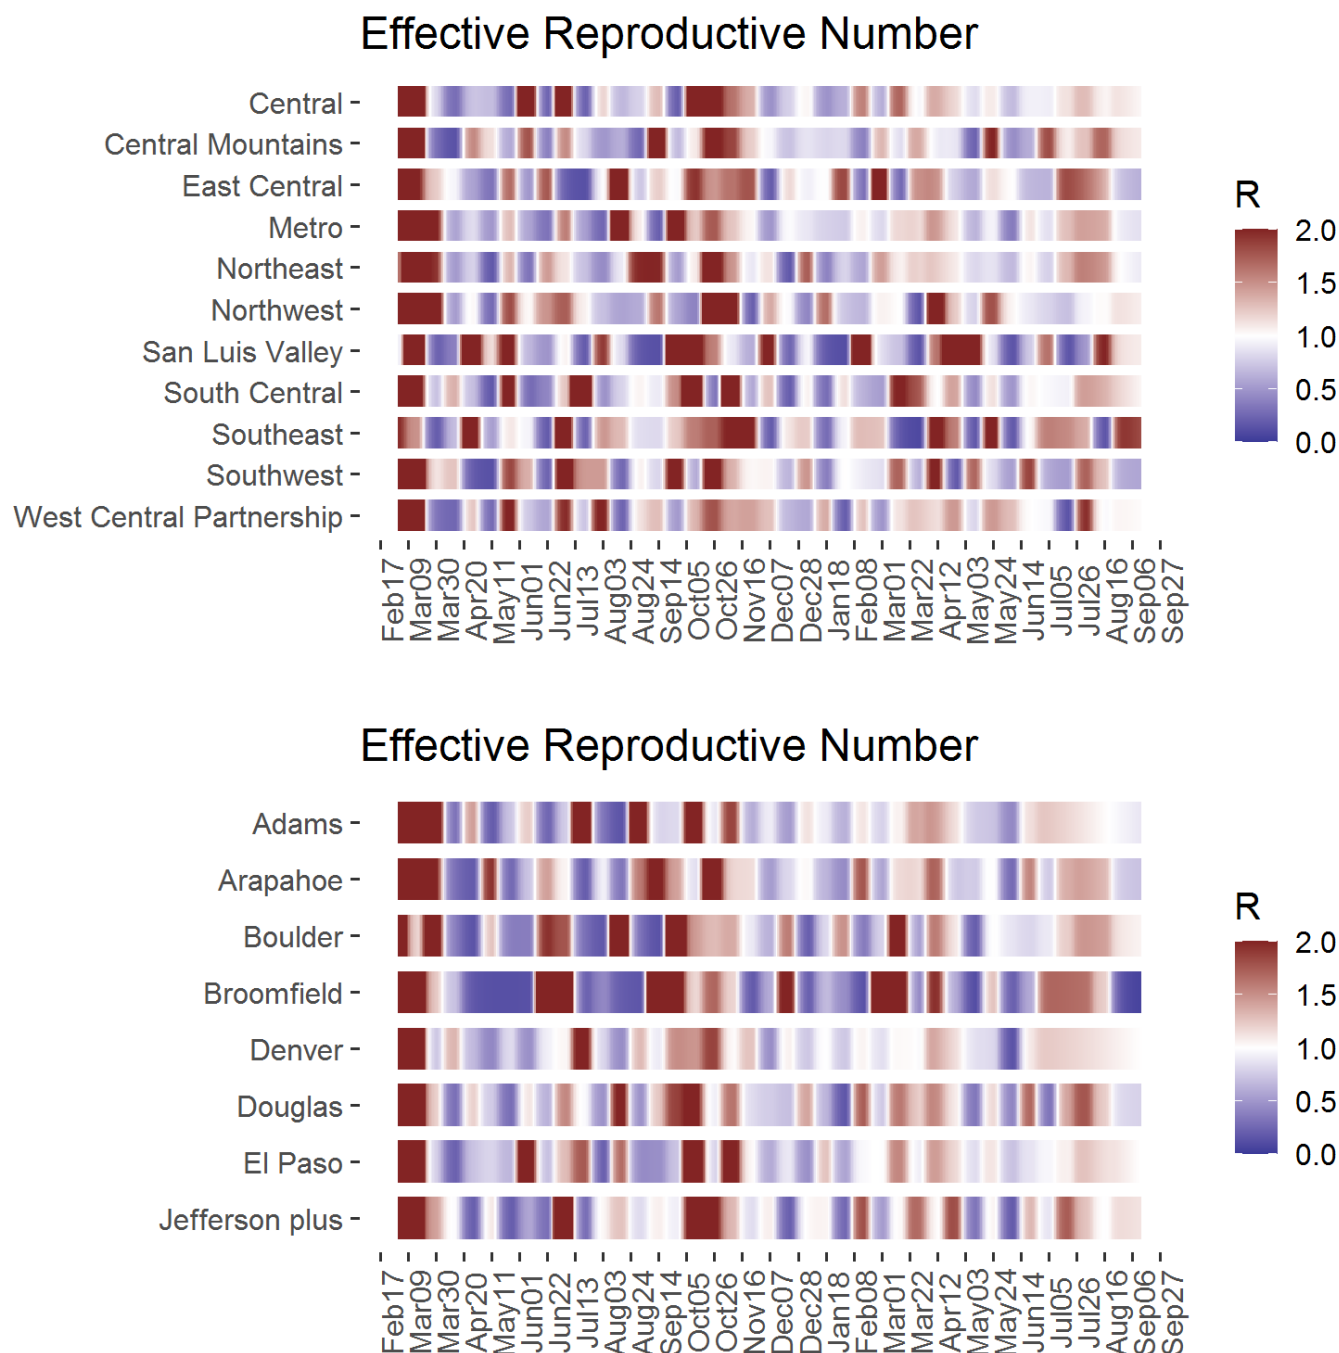 Effective Reproductive Number
Central
Central Mountains
East Central
Metro
Northeast
Northwest
San Luis Valley
South Central
Southeast
Southwest
West Central Partnership
Feb17
Mar09
Mar30
Apr20
May11
Jun01
Jun22
Jul13
Aug03
Aug24
Sep14
Oct05
Oct26
Nov16
Dec07
Dec28
Jan18
Feb08
Mar01
Mar22
Apr12
May03
May24
Jun14
Jul05
Jul26
Aug16
Sep06
Sep27
R
2.0
1.5
1.0
0.5
0.0
Effective Reproductive Number
Adams
Arapahoe
Boulder
Broomfield
Denver
Douglas
El Paso
Jefferson plus
Feb17
Mar09
Mar30
Apr20
May11
Jun01
Jun22
Jul13
Aug03
Aug24
Sep14
Oct05
Oct26
Nov16
Dec07
Dec28
Jan18
Feb08
Mar01
Mar22
Apr12
May03
May24
Jun14
Jul05
Jul26
Aug16
Sep06
Sep27
R
2.0
1.5
1.0
0.5
0.0